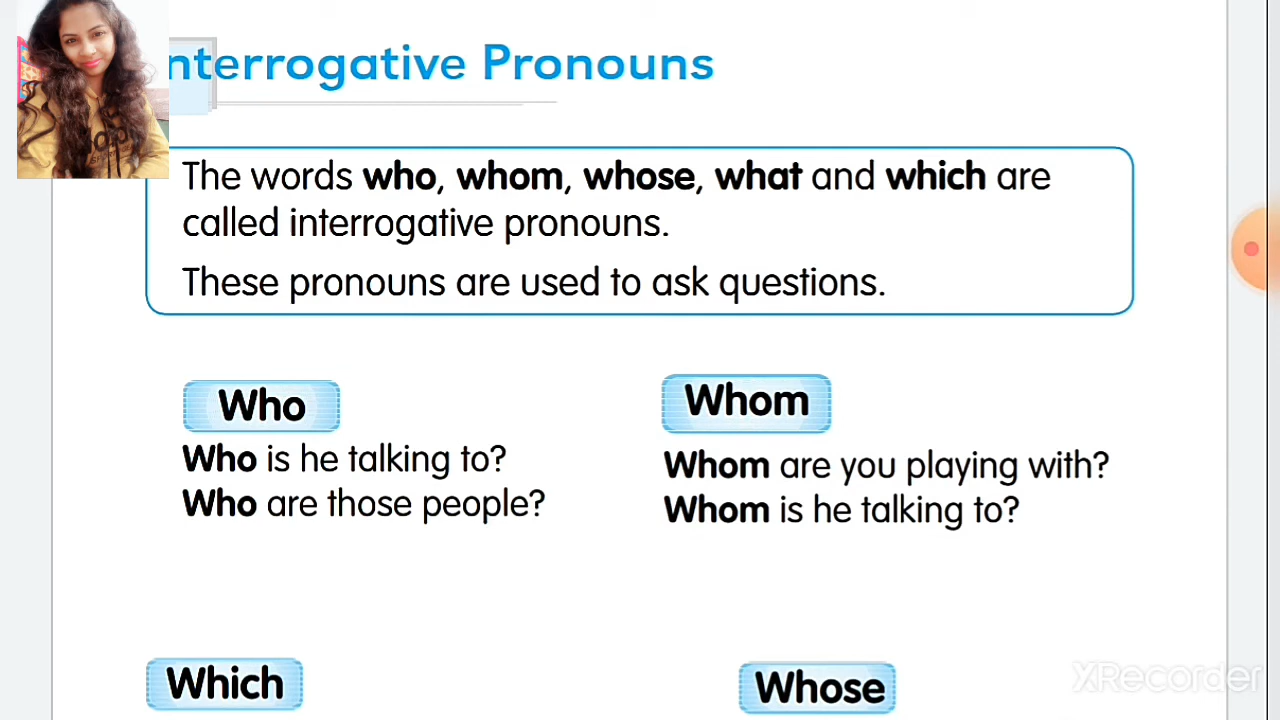 nterrogative Pronouns
The words who, whom, whose, what and which are
called interrogative pronouns.
These pronouns are used to ask questions.
Who
Who is he talking to?
Who are those people?
Whom
Whom are you playing with?
Whom is he talking to?
Which
Whose
XRecorder